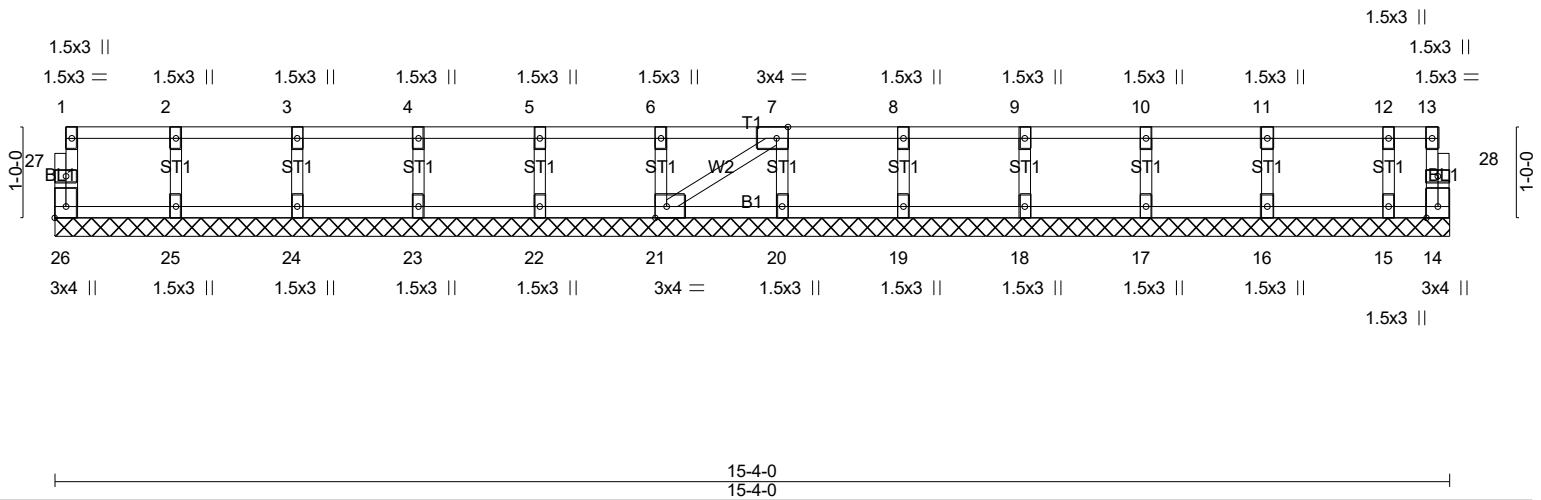 1.5x3 ||
1.5x3 || 1.5x3 ||
1.5x3 = 1.5x3 || 1.5x3 || 1.5x3 || 1.5x3 || 1.5x3 || 3x4 = 1.5x3 || 1.5x3 || 1.5x3 || 1.5x3 || 1.5x3 =
1 2 3 4 5 6 7 8 9 10 11 12 13
T1
27 28
1-0-0 ST1 ST1 ST1 ST1 ST1 W2 ST1 ST1 ST1 ST1 ST1 ST1 1-0-0
BL1 BL1
B1
26 25 24 23 22 21 20 19 18 17 16 15 14
3x4 || 1.5x3 || 1.5x3 || 1.5x3 || 1.5x3 || 3x4 = 1.5x3 || 1.5x3 || 1.5x3 || 1.5x3 || 1.5x3 || 3x4 ||
1.5x3 ||
15-4-0
15-4-0